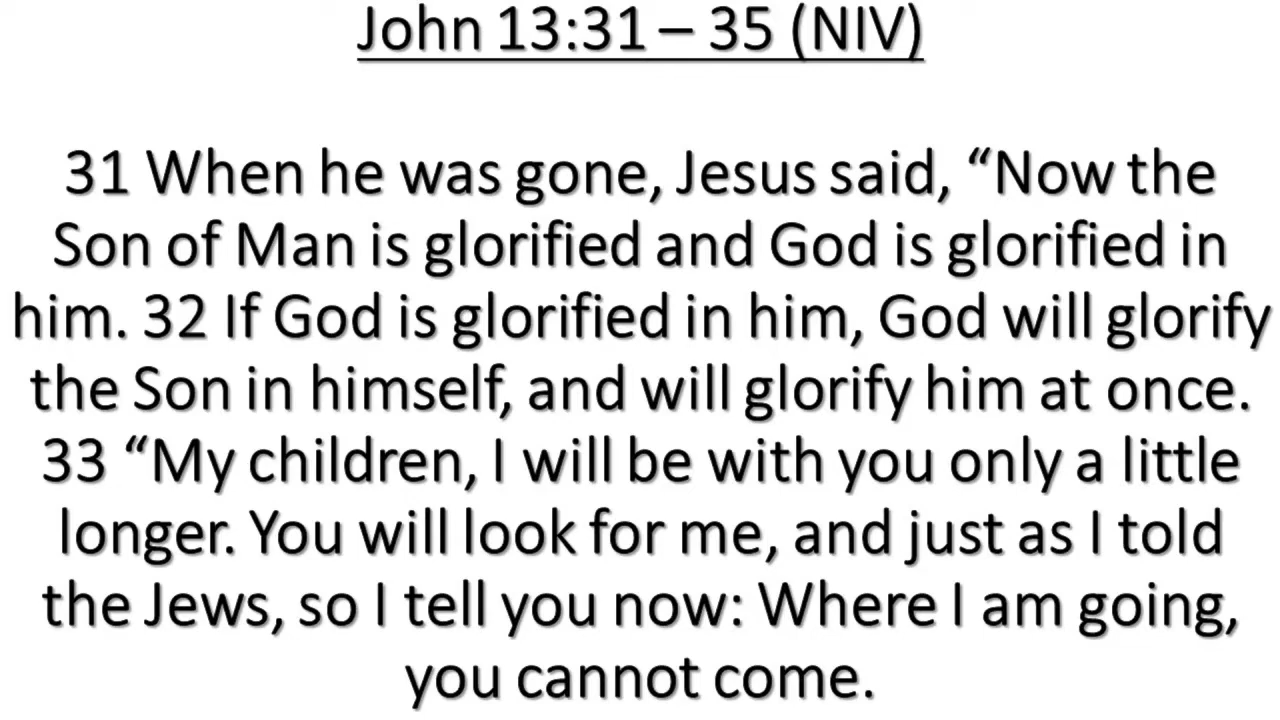 John 13:31 – 35 (NIV)
31 When he was gone, Jesus said, “Now the
Son of Man is glorified and God is glorified in
him. 32 If God is glorified in him, God will glorify
the Son in himself, and will glorify him at once.
33 “My children, I will be with you only a little
longer. You will look for me, and just as I told
the Jews, so I tell you now: Where I am going,
you cannot come.